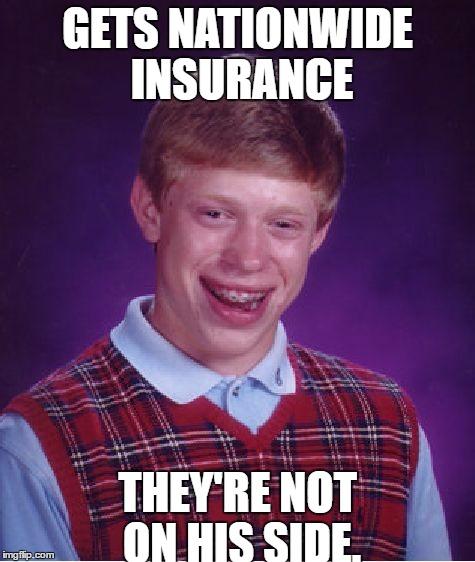 GETS NATIONWIDE
INSURANCE
THEY'RE NOT
ON HIS SIDE.
imgflip.com